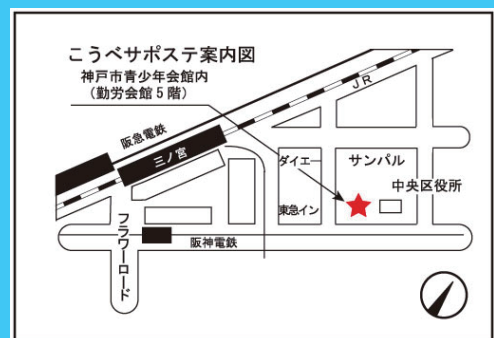 こうべサポステ案内図
神戸市青少年会館内
(勤労会館5階)
阪急電鉄
JR
三ノ宮
ダイエー
サンパル
中央区役所
東急イン
フラワーロード
阪神電鉄